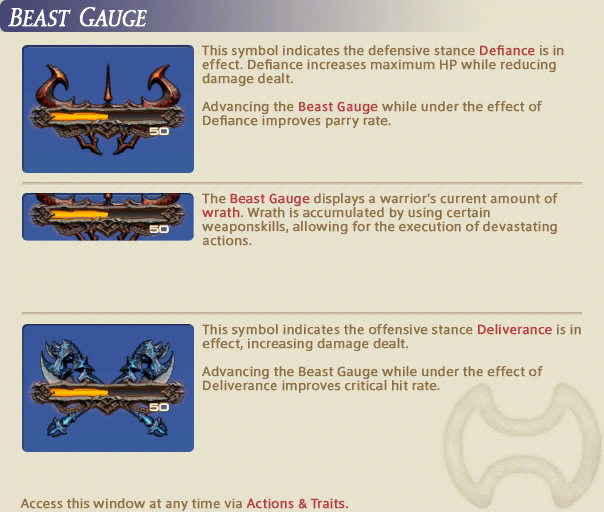 BEAST GAUGE
This symbol indicates the defensive stance Defiance is in
effect. Defiance increases maximum HP while reducing
damage dealt.
Advancing the Beast Gauge while under the effect of
Defiance improves parry rate.
50
The Beast Gauge displays a warrior's current amount of
wrath. Wrath is accumulated by using certain
weaponskills, allowing for the execution of devastating
actions.
50
This symbol indicates the offensive stance Deliverance is in
effect, increasing damage dealt.
Advancing the Beast Gauge while under the effect of
Deliverance improves critical hit rate.
50
Access this window at any time via Actions & Traits.